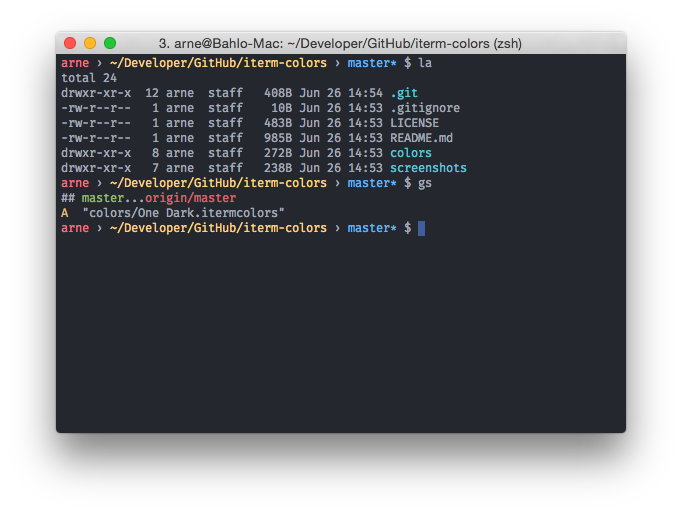 3. arne@Bahlo-Mac: ~/Developer/GitHub/iterm-colors (zsh)
arne › ~/Developer/GitHub/iterm-colors › master* $ la
total 24
drwxr-xr-x  12 arne  staff   408B Jun 26 14:54 .git
-rw-r--r--   1 arne  staff    10B Jun 26 14:53 .gitignore
-rw-r--r--   1 arne  staff   483B Jun 26 14:53 LICENSE
-rw-r--r--   1 arne  staff   985B Jun 26 14:53 README.md
drwxr-xr-x   8 arne  staff   272B Jun 26 14:53 colors
drwxr-xr-x   7 arne  staff   238B Jun 26 14:53 screenshots
arne › ~/Developer/GitHub/iterm-colors › master* $ gs
## master...origin/master
A  "colors/One Dark.itermcolors"
arne › ~/Developer/GitHub/iterm-colors › master* $